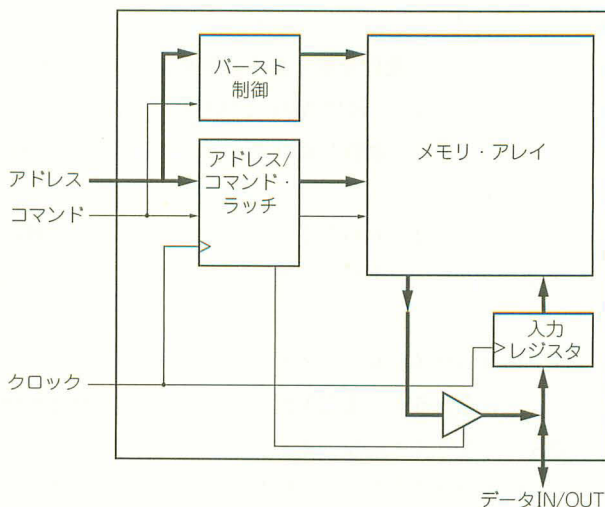 バースト
制御
アドレス/
コマンド・
ラッチ
メモリ・アレイ
アドレス
コマンド
入力
レジスタ
クロック
データIN/OUT